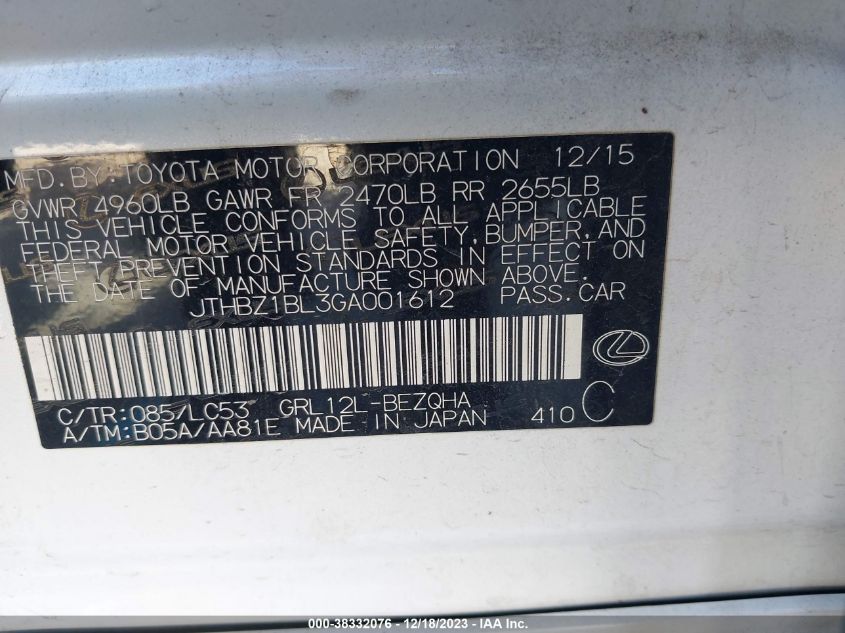 MFD.BY:TOYOTA MOTOR CORPORATION 12/15
GVWR 4960LB GAWR FR 2470LB RR 2655LB
THIS VEHICLE CONFORMS TO ALL APPLICABLE
FEDERAL MOTOR VEHICLE SAFETY,BUMPER,AND
THEFT PREVENTION STANDARDS IN EFFECT ON
THE DATE OF MANUFACTURE SHOWN ABOVE.
JTHBZ1BL3GA001612 PASS.CAR
C/TR:085/LC53 GRL12L-BEZQHA
A/TM:B05A/AA81E MADE IN JAPAN 410 C
000-38332076 - 12/18/2023 - IAA Inc.